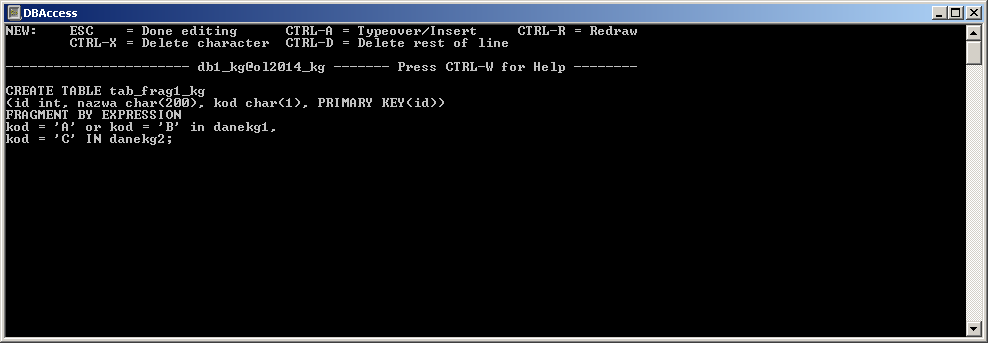 DBAccess
NEW:    ESC    = Done editing      CTRL-A = Typeover/Insert     CTRL-R = Redraw
        CTRL-X = Delete character  CTRL-D = Delete rest of line
----------------------- db1_kg@ol2014_kg ------- Press CTRL-W for Help --------
CREATE TABLE tab_frag1_kg
(id int, nazwa char(200), kod char(1), PRIMARY KEY(id))
FRAGMENT BY EXPRESSION
kod = 'A' or kod = 'B' in danekg1,
kod = 'C' IN danekg2;